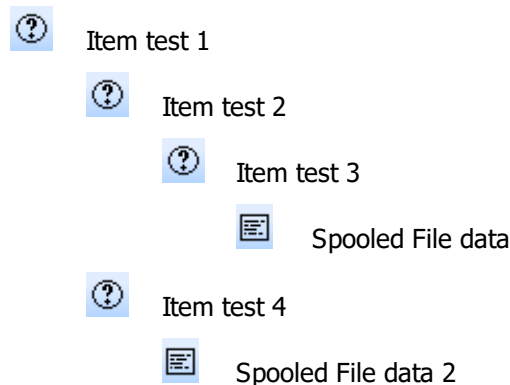 Item test 1
Item test 2
Item test 3
Spooled File data
Item test 4
Spooled File data 2